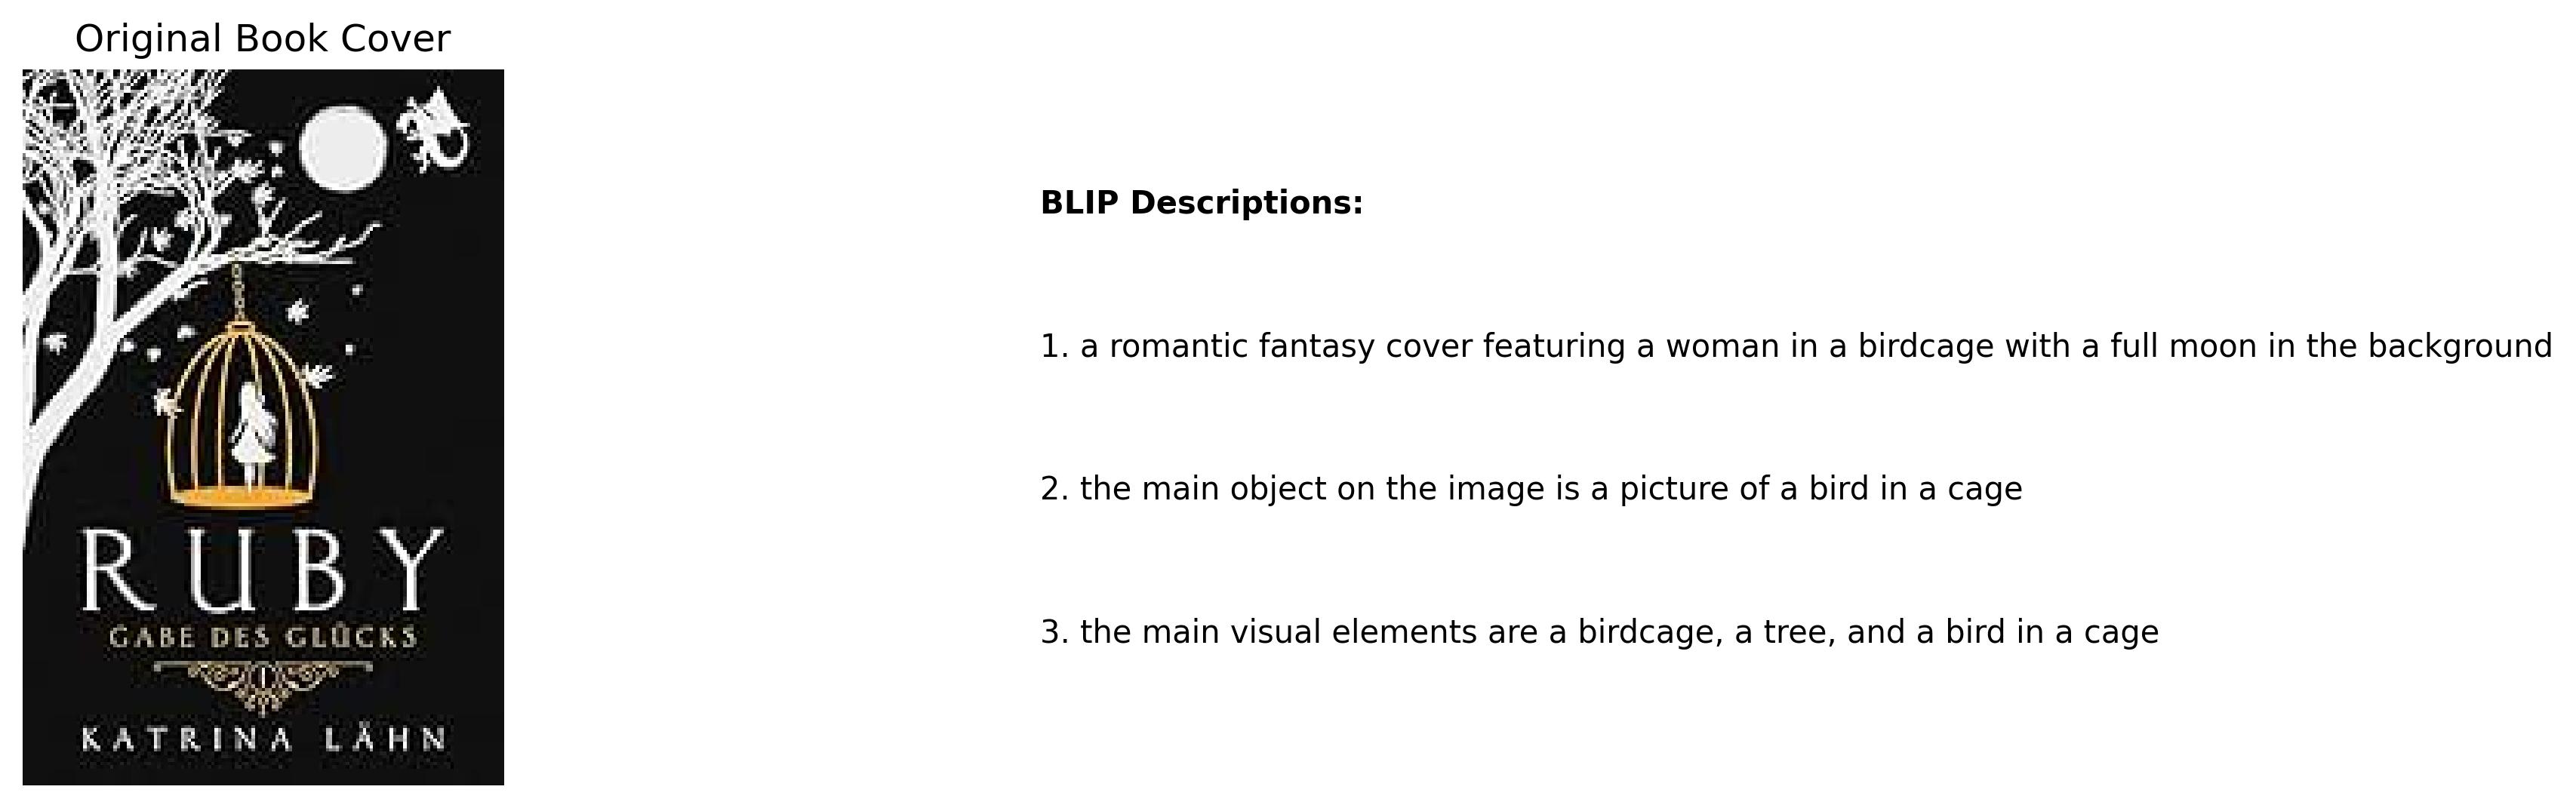 Original Book Cover
RUBY
GABE DES GLÜCKS
KATRINA LÅHN
BLIP Descriptions:
1. a romantic fantasy cover featuring a woman in a birdcage with a full moon in the background
2. the main object on the image is a picture of a bird in a cage
3. the main visual elements are a birdcage, a tree, and a bird in a cage